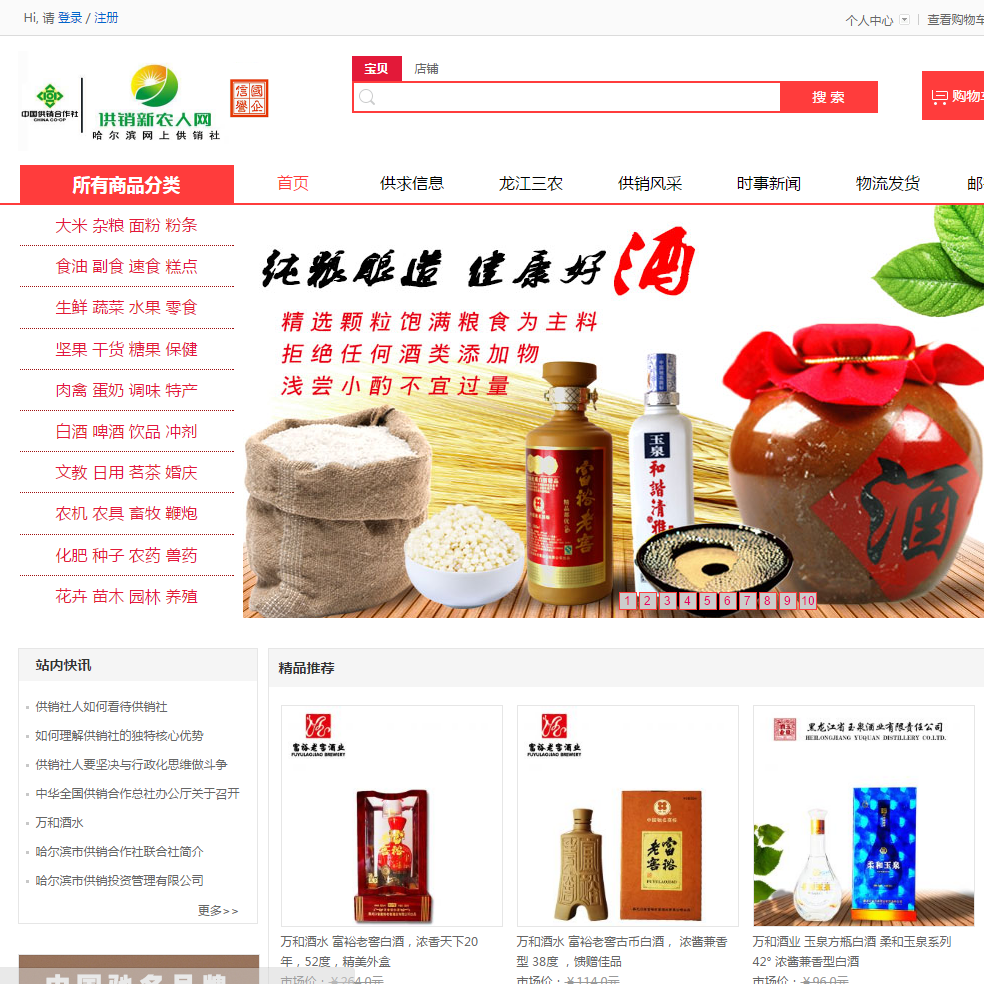 Hi, 请 登录 / 注册
个人中心
查看购物车
中国供销合作社
CHINA CO-OP
供销新农人网
哈尔滨网上供销社
信國
誉企
宝贝 店铺
搜 索
购物车
所有商品分类
首页 供求信息 龙江三农 供销风采 时事新闻 物流发货 邮
大米 杂粮 面粉 粉条
食油 副食 速食 糕点
生鲜 蔬菜 水果 零食
坚果 干货 糖果 保健
肉禽 蛋奶 调味 特产
白酒 啤酒 饮品 冲剂
文教 日用 茗茶 婚庆
农机 农具 畜牧 鞭炮
化肥 种子 农药 兽药
花卉 苗木 园林 养殖
纯粮酿造 健康好酒
精选颗粒饱满粮食为主料
拒绝任何酒类添加物
浅尝小酌不宜过量
富裕老窖
玉泉
和諧清雅
酒
1 2 3 4 5 6 7 8 9 10
站内快讯
供销社人如何看待供销社
如何理解供销社的独特核心优势
供销社人要坚决与行政化思维做斗争
中华全国供销合作总社办公厅关于召开
万和酒水
哈尔滨市供销合作社联合社简介
哈尔滨市供销投资管理有限公司
更多>>
中国驰名品牌
精品推荐
富裕老窖酒业
FUYULAOJIAO BREWERY
富裕
万和酒水 富裕老窖白酒，浓香天下20
年，52度，精美外盒
市场价：￥264.0元
富裕老窖酒业
FUYULAOJIAO BREWERY
富裕老窖
万和酒水 富裕老窖古币白酒， 浓酱兼香
型 38度 ，馈赠佳品
市场价：￥114.0元
黑龙江省玉泉酒业有限责任公司
HEILONGJIANG YUQUAN DISTILLERY CO.LTD.
柔和玉泉
万和酒业 玉泉方瓶白酒 柔和玉泉系列
42° 浓酱兼香型白酒
市场价：￥96.0元